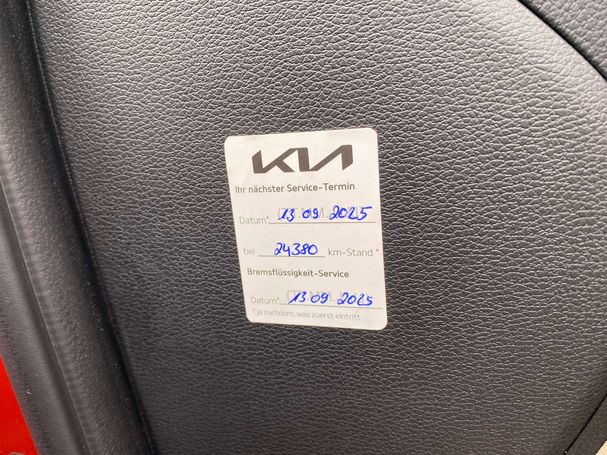 KIA
Ihr nächster Service-Termin
Datum* 13 09 2025
bei 24380 km-Stand *
Bremsflüssigkeit-Service
Datum* 13 09 2025
* Je nachdem, was zuerst eintritt